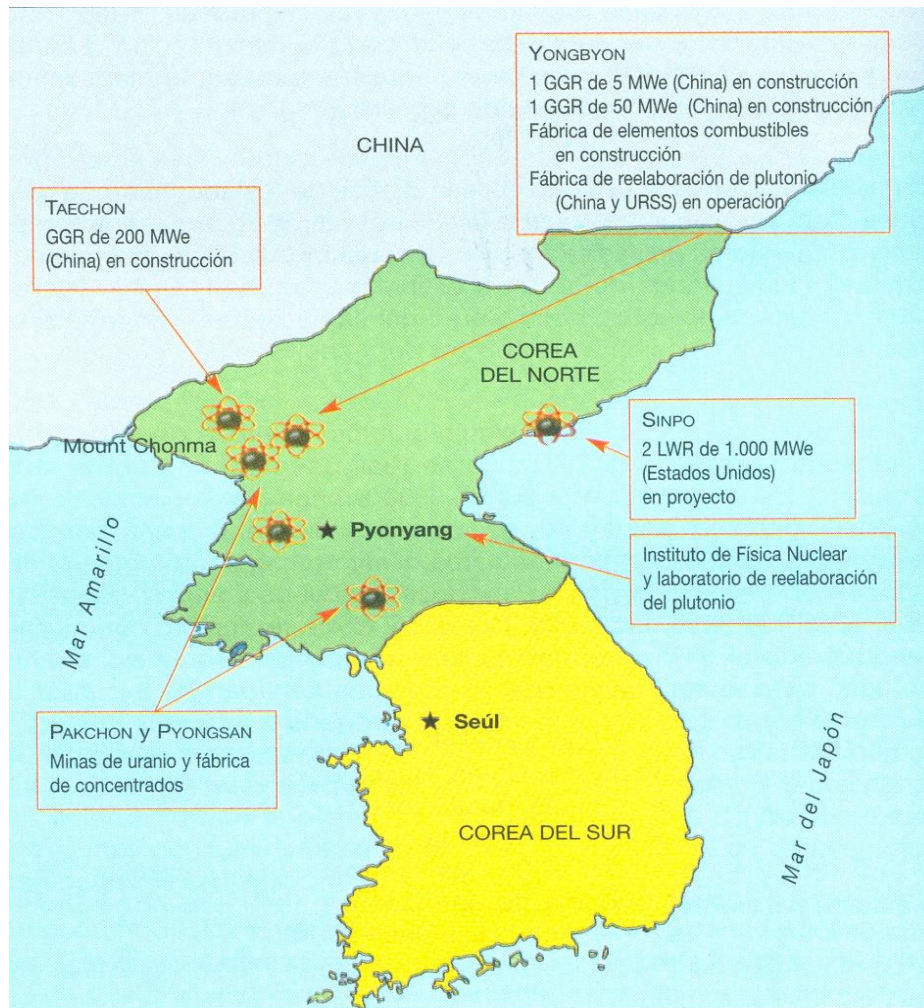 YONGBYON
1 GGR de 5 MWe (China) en construcción
1 GGR de 50 MWe (China) en construcción
Fábrica de elementos combustibles
en construcción
Fábrica de reelaboración de plutonio
(China y URSS) en operación
CHINA
TAECHON
GGR de 200 MWe
(China) en construcción
COREA
DEL NORTE
Mount Chonma
SINPO
2 LWR de 1.000 MWe
(Estados Unidos)
en proyecto
Pyonyang
Instituto de Física Nuclear
y laboratorio de reelaboración
del plutonio
Mar Amarillo
PAKCHON y PYONGSAN
Minas de uranio y fábrica
de concentrados
Seúl
COREA DEL SUR
Mar del Japón